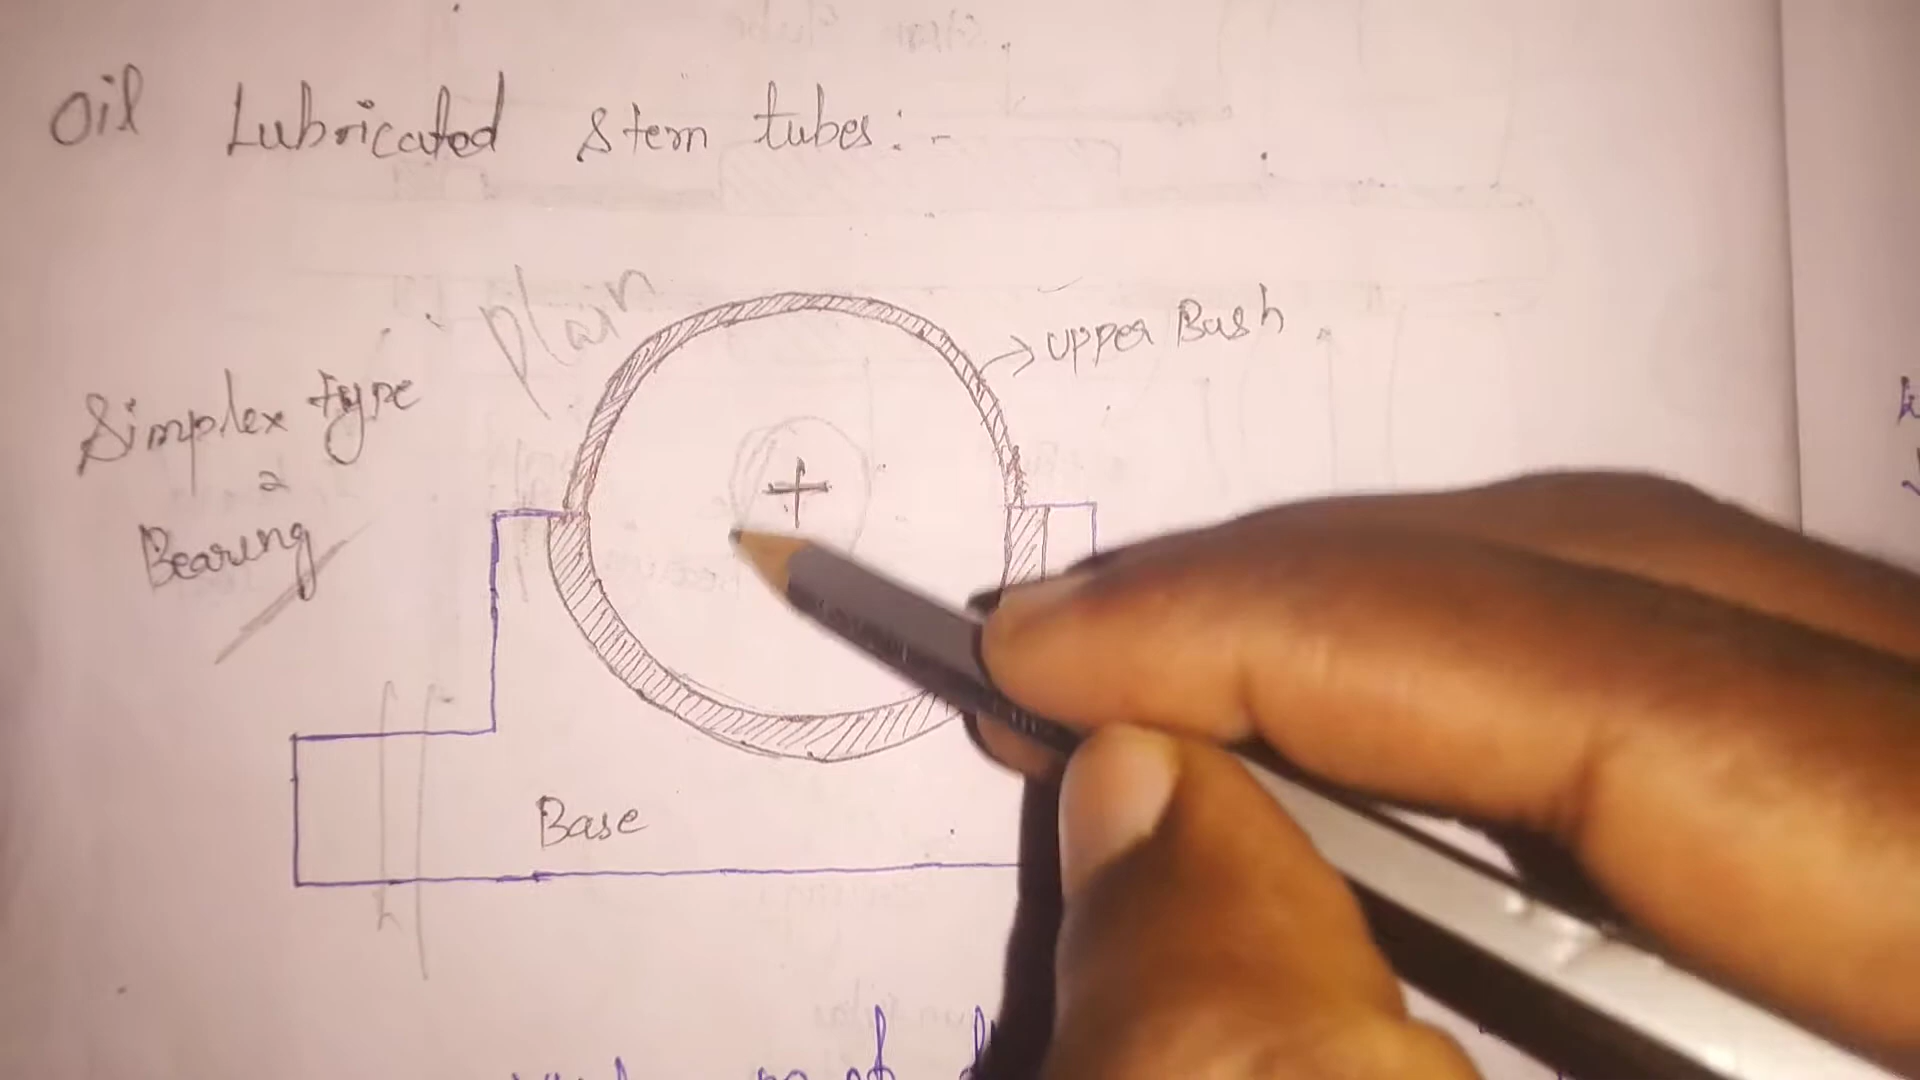 Oil Lubricated Stern tubes:-
plain
upper Bush
Simplex type
Bearing
Base